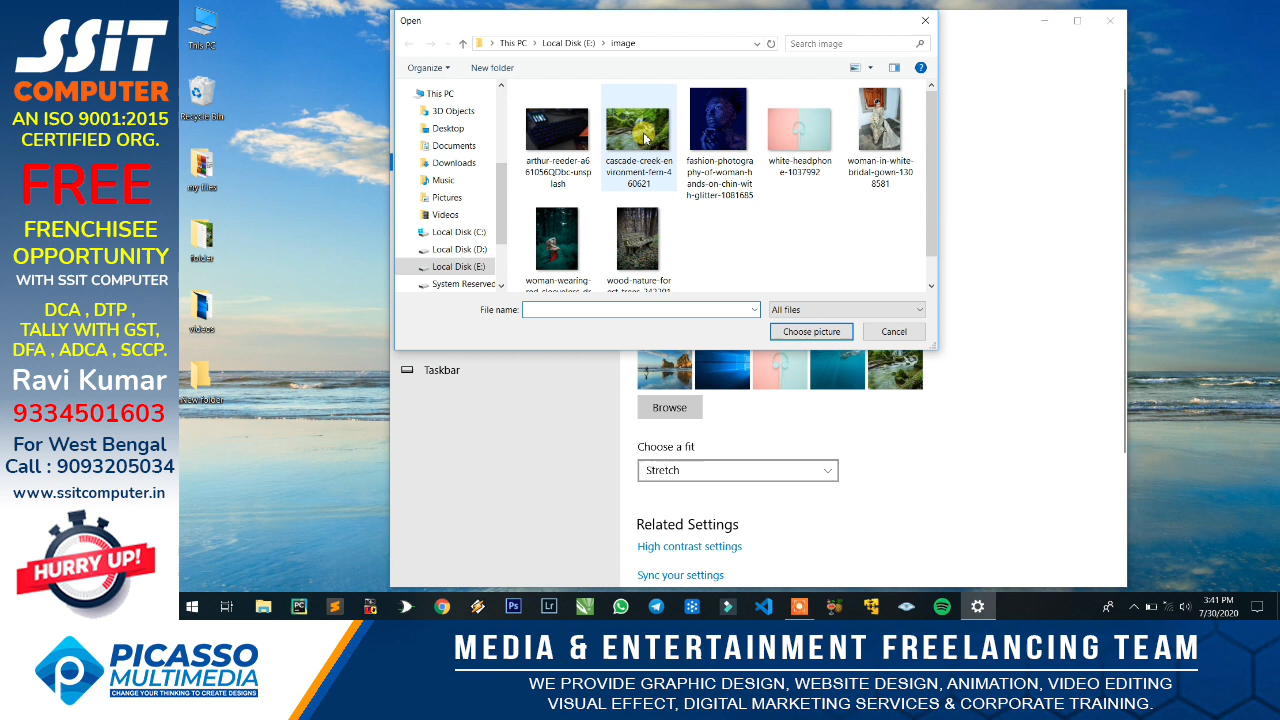 SSiT
COMPUTER
AN ISO 9001:2015
CERTIFIED ORG.
FREE
FRENCHISEE
OPPORTUNITY
WITH SSIT COMPUTER
DCA , DTP ,
TALLY WITH GST,
DFA , ADCA , SCCP.
Ravi Kumar
9334501603
For West Bengal
Call : 9093205034
www.ssitcomputer.in
HURRY UP!
This PC
Recycle Bin
my files
folder
videos
New folder
Open
This PC > Local Disk (E:) > image
Search image
Organize
New folder
This PC
3D Objects
Desktop
Documents
Downloads
Music
Pictures
Videos
Local Disk (C:)
Local Disk (D:)
Local Disk (E:)
System Reserved
arthur-reeder-a6
61056QDbc-unsp
lash
cascade-creek-en
vironment-fern-4
60621
fashion-photogra
phy-of-woman-h
ands-on-chin-wit
h-glitter-1081685
white-headphon
e-1037992
woman-in-white-
bridal-gown-130
8581
woman-wearing-
wood-nature-for
File name:
All files
Choose picture
Cancel
Taskbar
Browse
Choose a fit
Stretch
Related Settings
High contrast settings
Sync your settings
PC
Ps
Lr
3:41 PM
7/30/2020
PICASSO
MULTIMEDIA
CHANGE YOUR THINKING TO CREATE DESIGNS
MEDIA & ENTERTAINMENT FREELANCING TEAM
WE PROVIDE GRAPHIC DESIGN, WEBSITE DESIGN, ANIMATION, VIDEO EDITING
VISUAL EFFECT, DIGITAL MARKETING SERVICES & CORPORATE TRAINING.